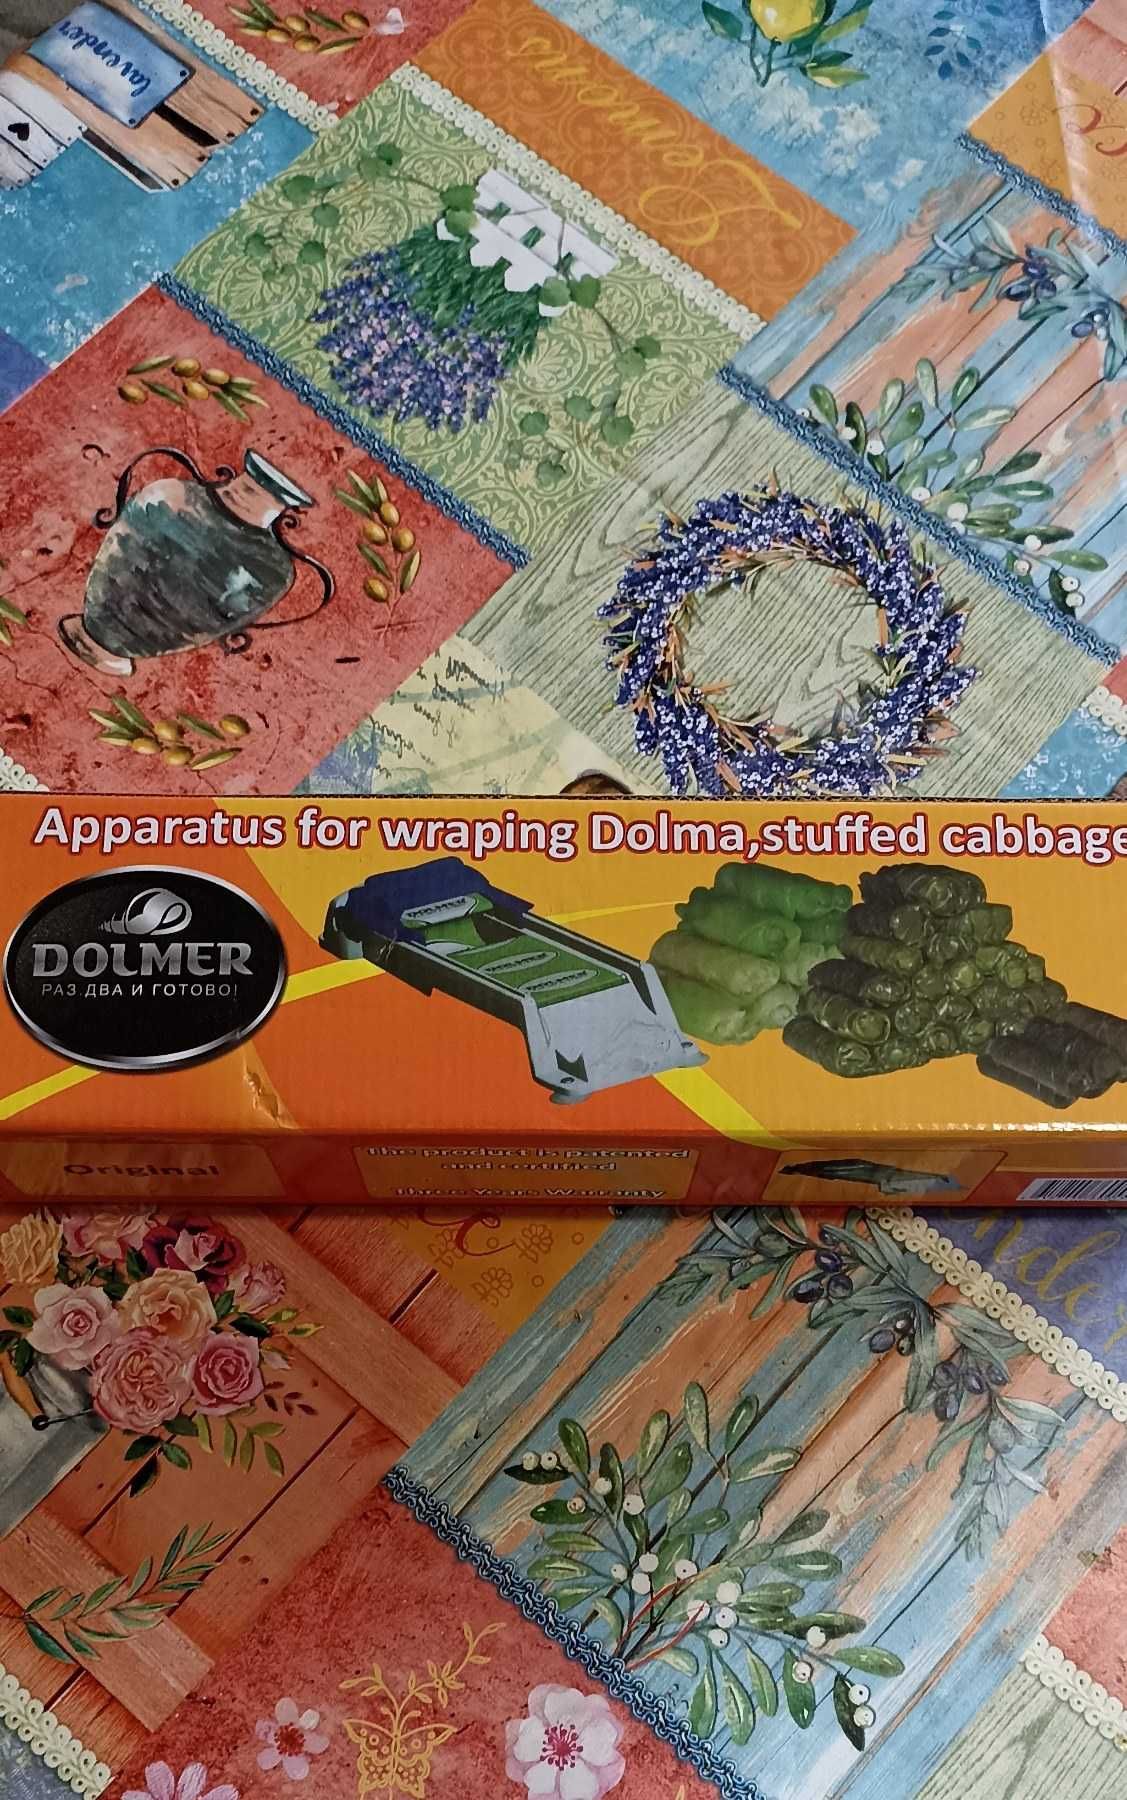 lavender
Lemons
Apparatus for wraping Dolma,stuffed cabbage
DOLMER
DOLMER
РАЗ,ДВА И ГОТОВО!
Original
The product is patented
and certified
Three Years Warranty